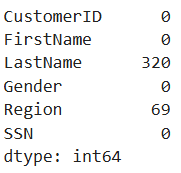 CustomerID 0
FirstName 0
LastName 320
Gender 0
Region 69
SSN 0
dtype: int64